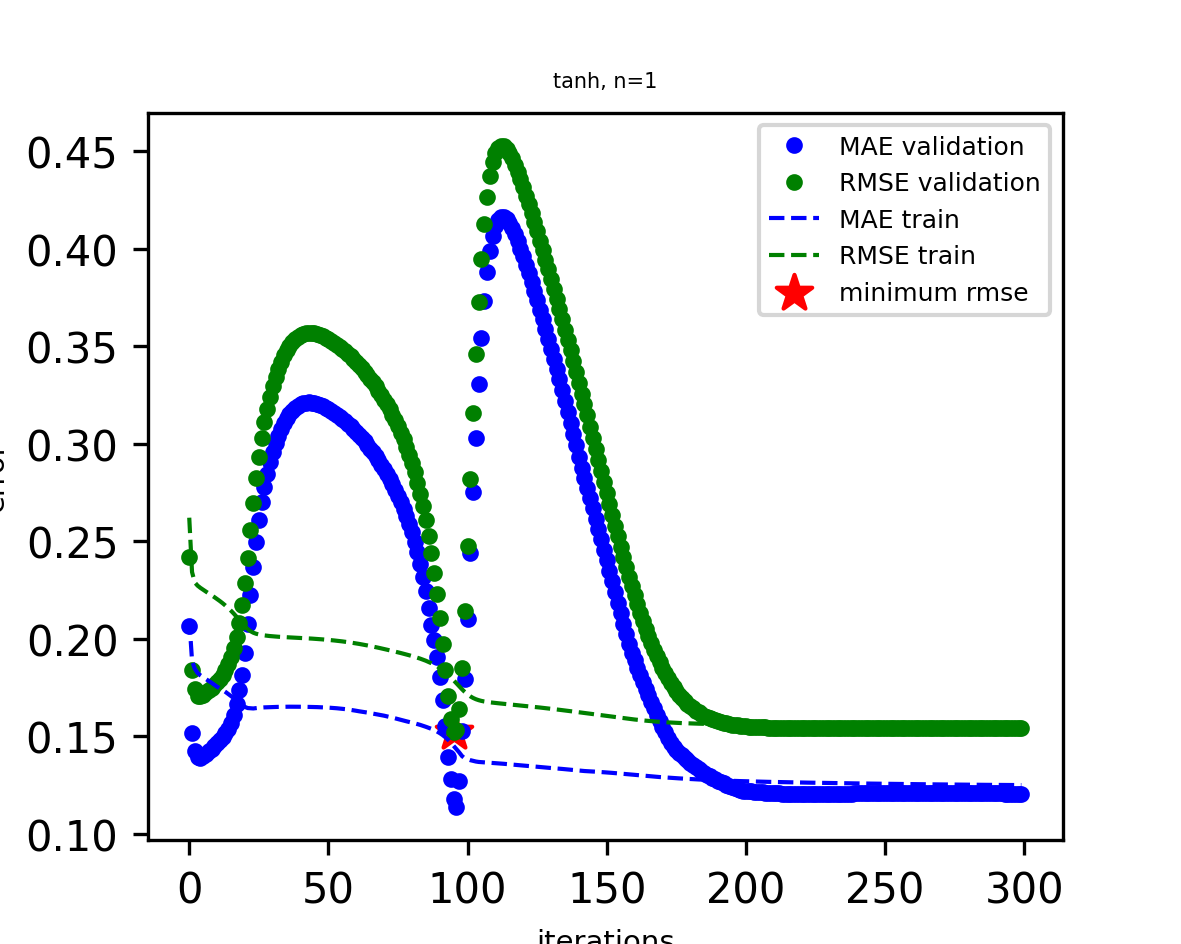 tanh, n=1
0.45
0.40
0.35
0.30
0.25
0.20
0.15
0.10
MAE validation
RMSE validation
MAE train
RMSE train
minimum rmse
0 50 100 150 200 250 300
iterations